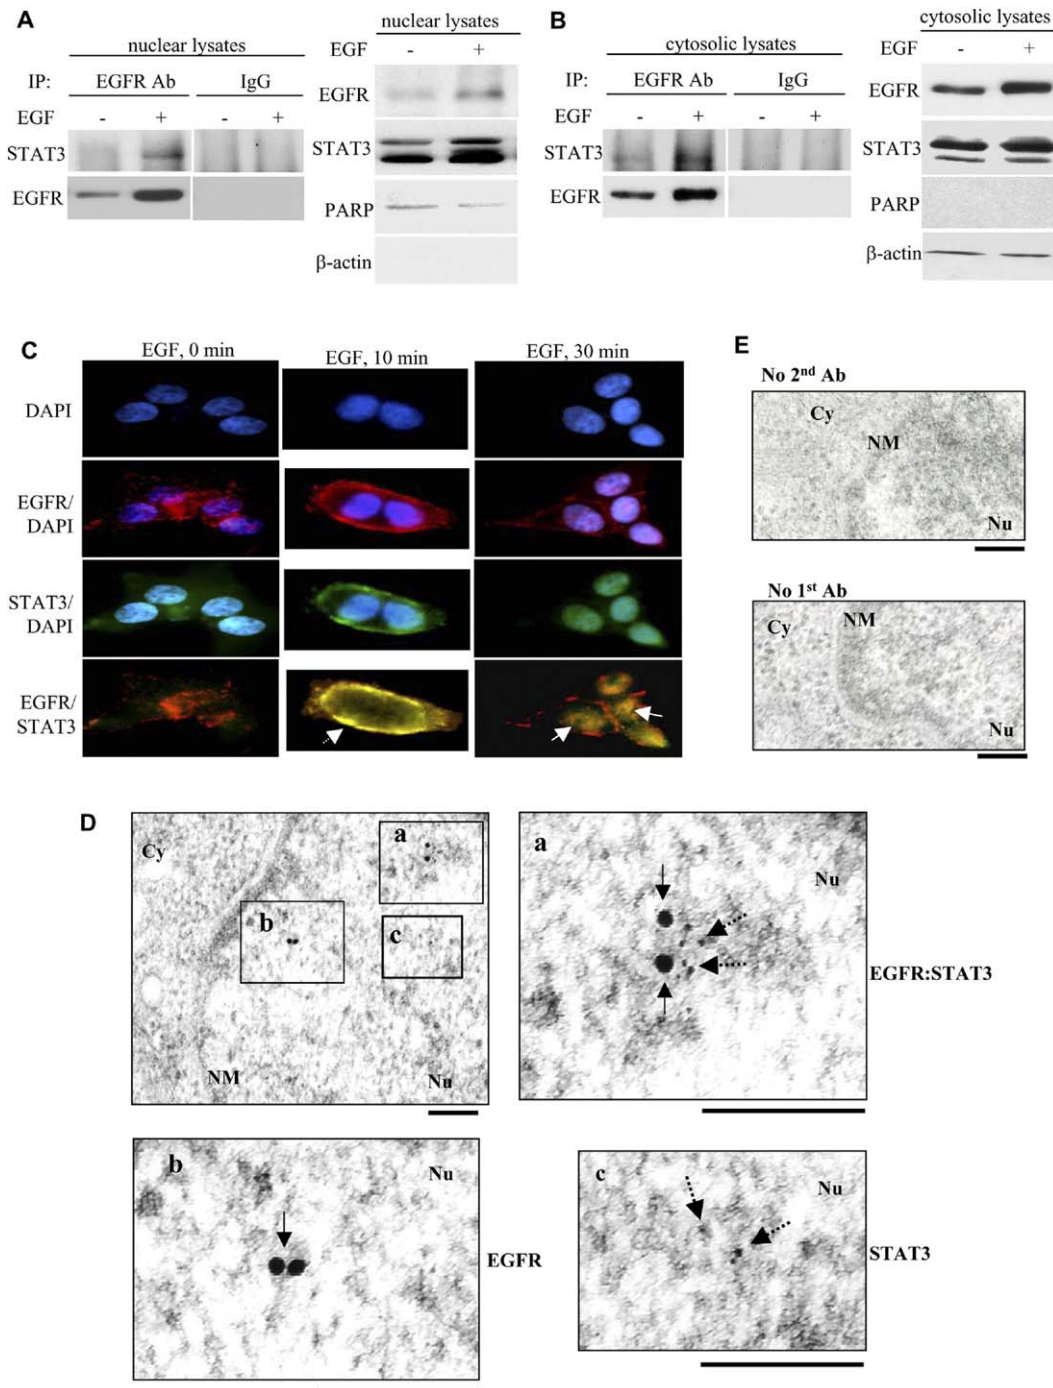 A
nuclear lysates
IP: EGFR Ab IgG
EGF - + - +
STAT3
EGFR
nuclear lysates
EGF - +
EGFR
STAT3
PARP
β-actin
B
cytosolic lysates
IP: EGFR Ab IgG
EGF - + - +
STAT3
EGFR
cytosolic lysates
EGF - +
EGFR
STAT3
PARP
β-actin
C
EGF, 0 min EGF, 10 min EGF, 30 min
DAPI
EGFR/
DAPI
STAT3/
DAPI
EGFR/
STAT3
E
No 2nd Ab
Cy
NM
Nu
No 1st Ab
Cy
NM
Nu
D
Cy
a
b
c
NM
Nu
a
Nu
EGFR:STAT3
b
Nu
EGFR
c
Nu
STAT3